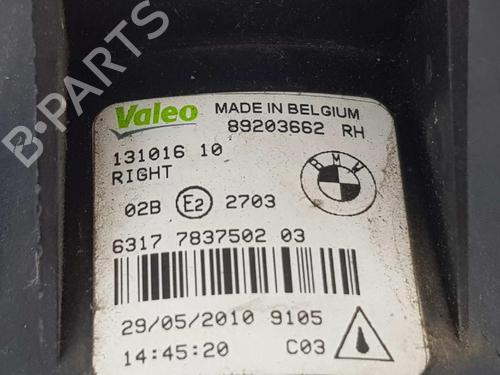 B-PARTS
Valeo MADE IN BELGIUM
89203662 RH
131016 10
RIGHT
BMW
02B E2 2703
6317 7837502 03
29/05/2010 9105
14:45:20 C03